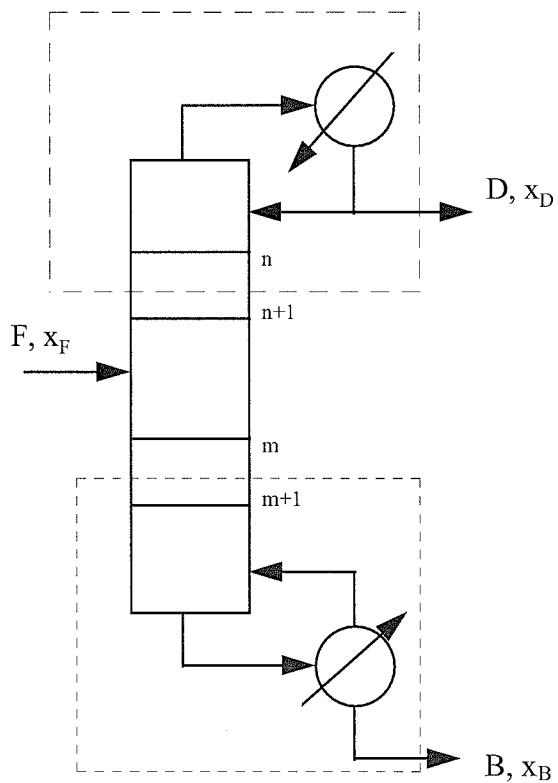 D, x_D
n
n+1
F, x_F
m
m+1
B, x_B